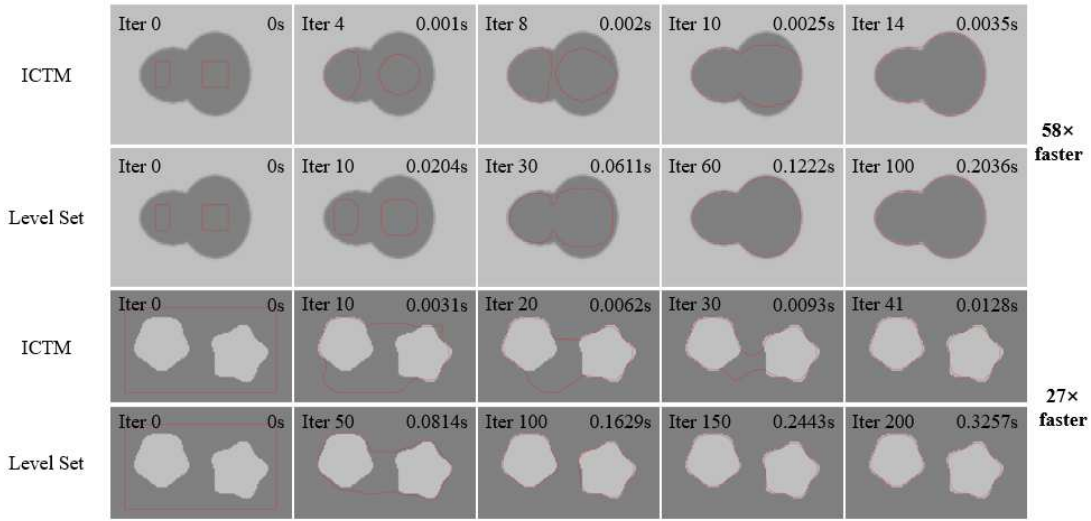 Iter 0 0s Iter 4 0.001s Iter 8 0.002s Iter 10 0.0025s Iter 14 0.0035s
ICTM
58×
faster
Iter 0 0s Iter 10 0.0204s Iter 30 0.0611s Iter 60 0.1222s Iter 100 0.2036s
Level Set
Iter 0 0s Iter 10 0.0031s Iter 20 0.0062s Iter 30 0.0093s Iter 41 0.0128s
ICTM
27×
faster
Iter 0 0s Iter 50 0.0814s Iter 100 0.1629s Iter 150 0.2443s Iter 200 0.3257s
Level Set